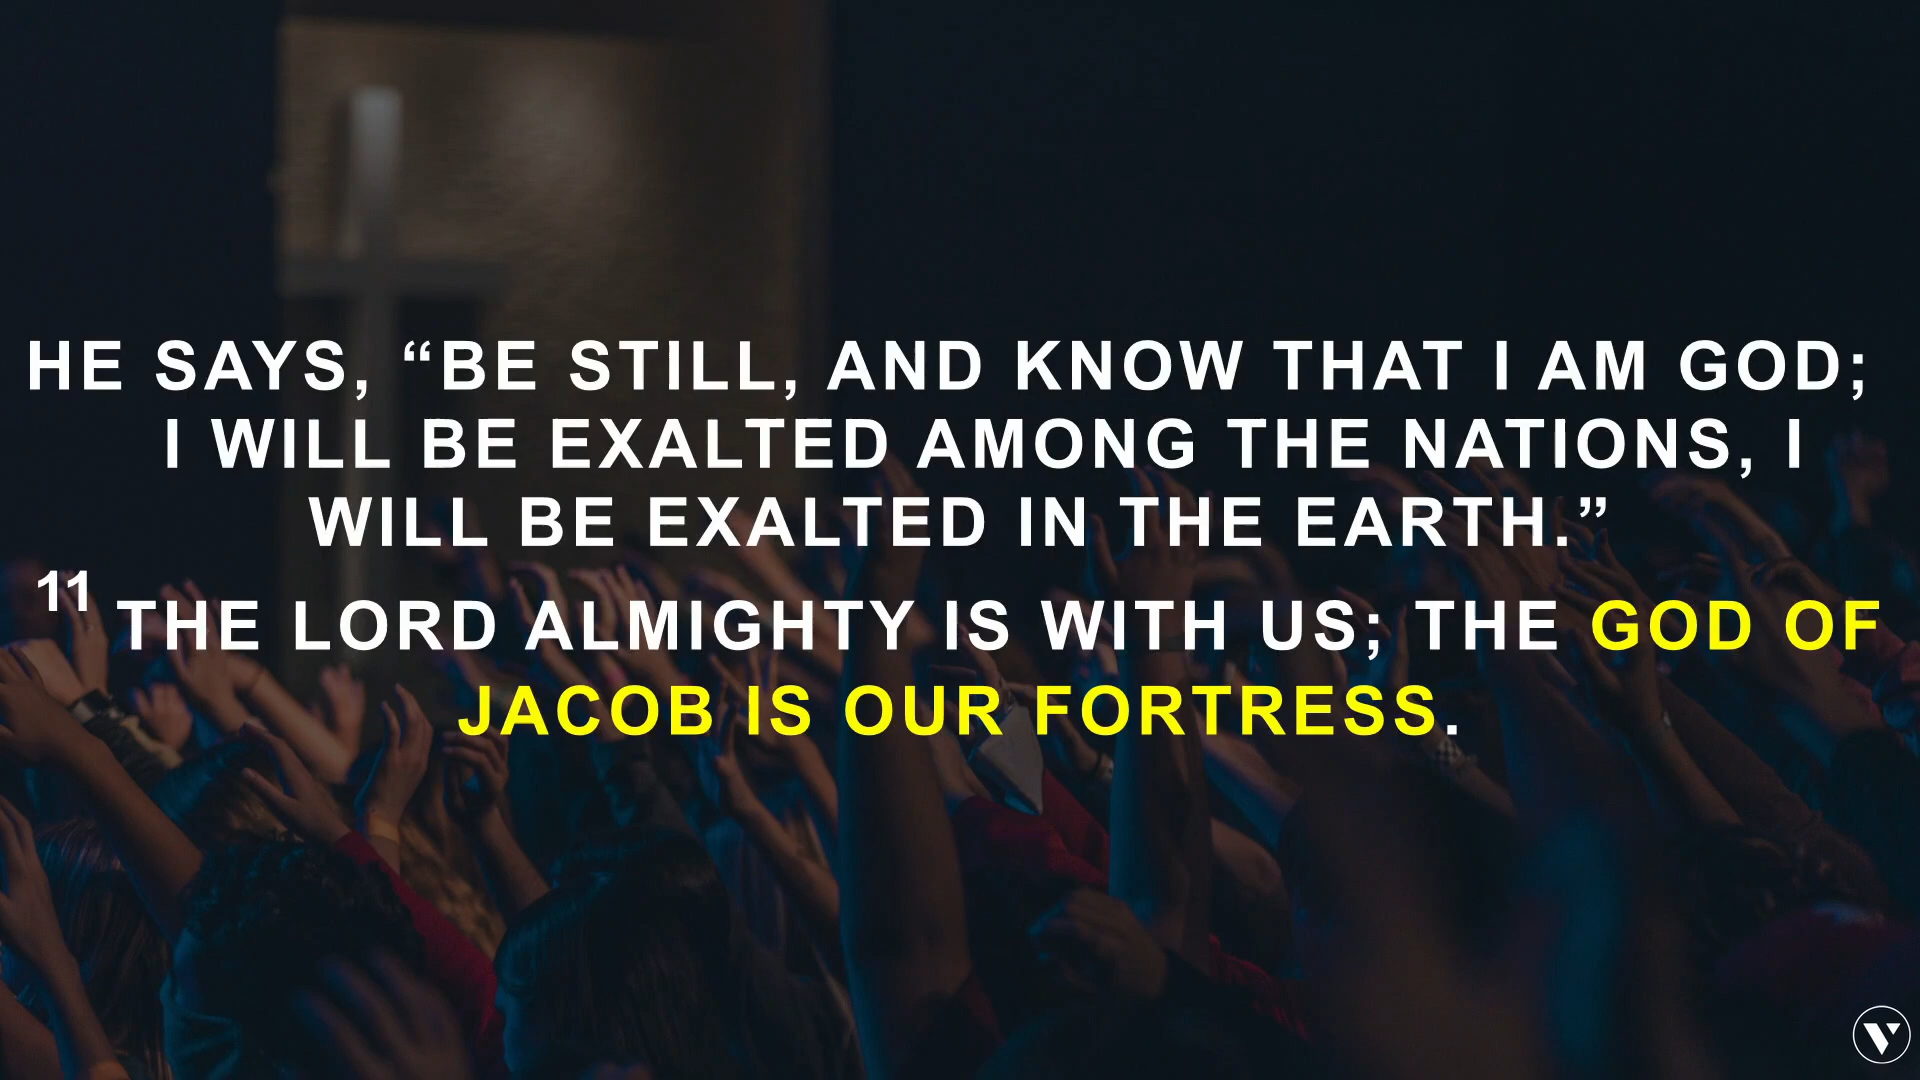 HE SAYS, “BE STILL, AND KNOW THAT I AM GOD;
I WILL BE EXALTED AMONG THE NATIONS, I
WILL BE EXALTED IN THE EARTH.”
11 THE LORD ALMIGHTY IS WITH US; THE GOD OF
JACOB IS OUR FORTRESS.
V